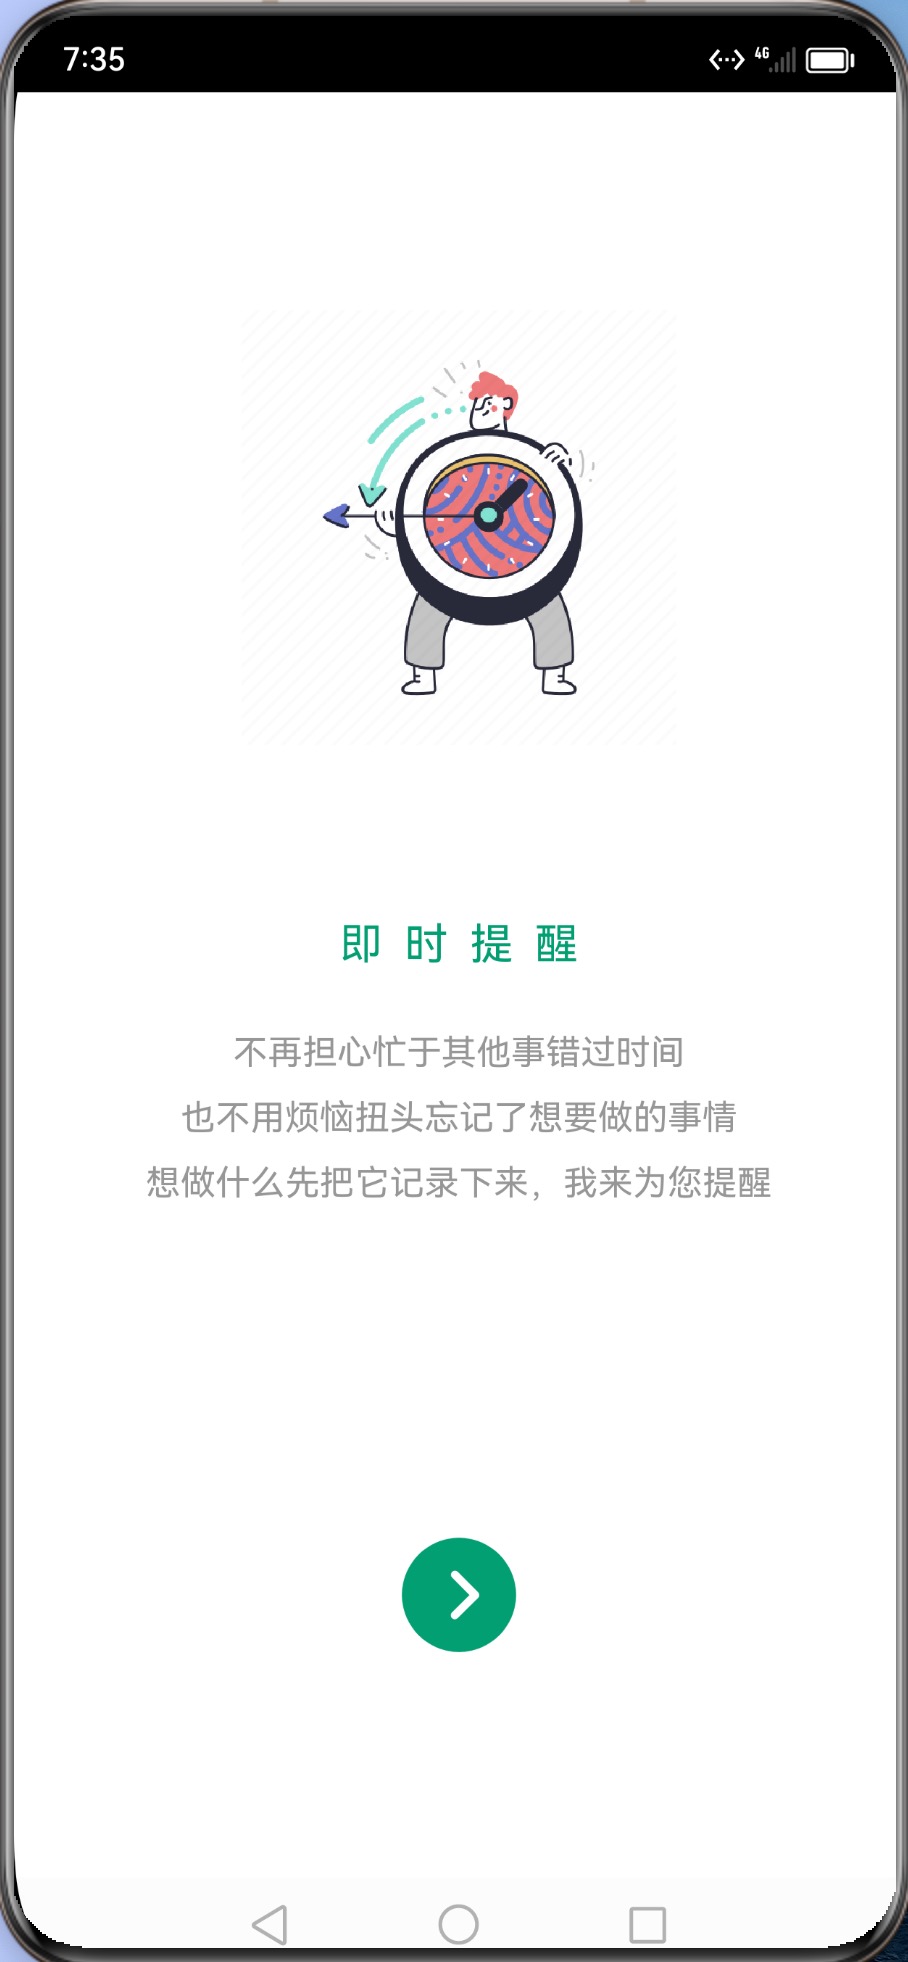 7:35
4G
即时提醒
不再担心忙于其他事错过时间
也不用烦恼扭头忘记了想要做的事情
想做什么先把它记录下来，我来为您提醒